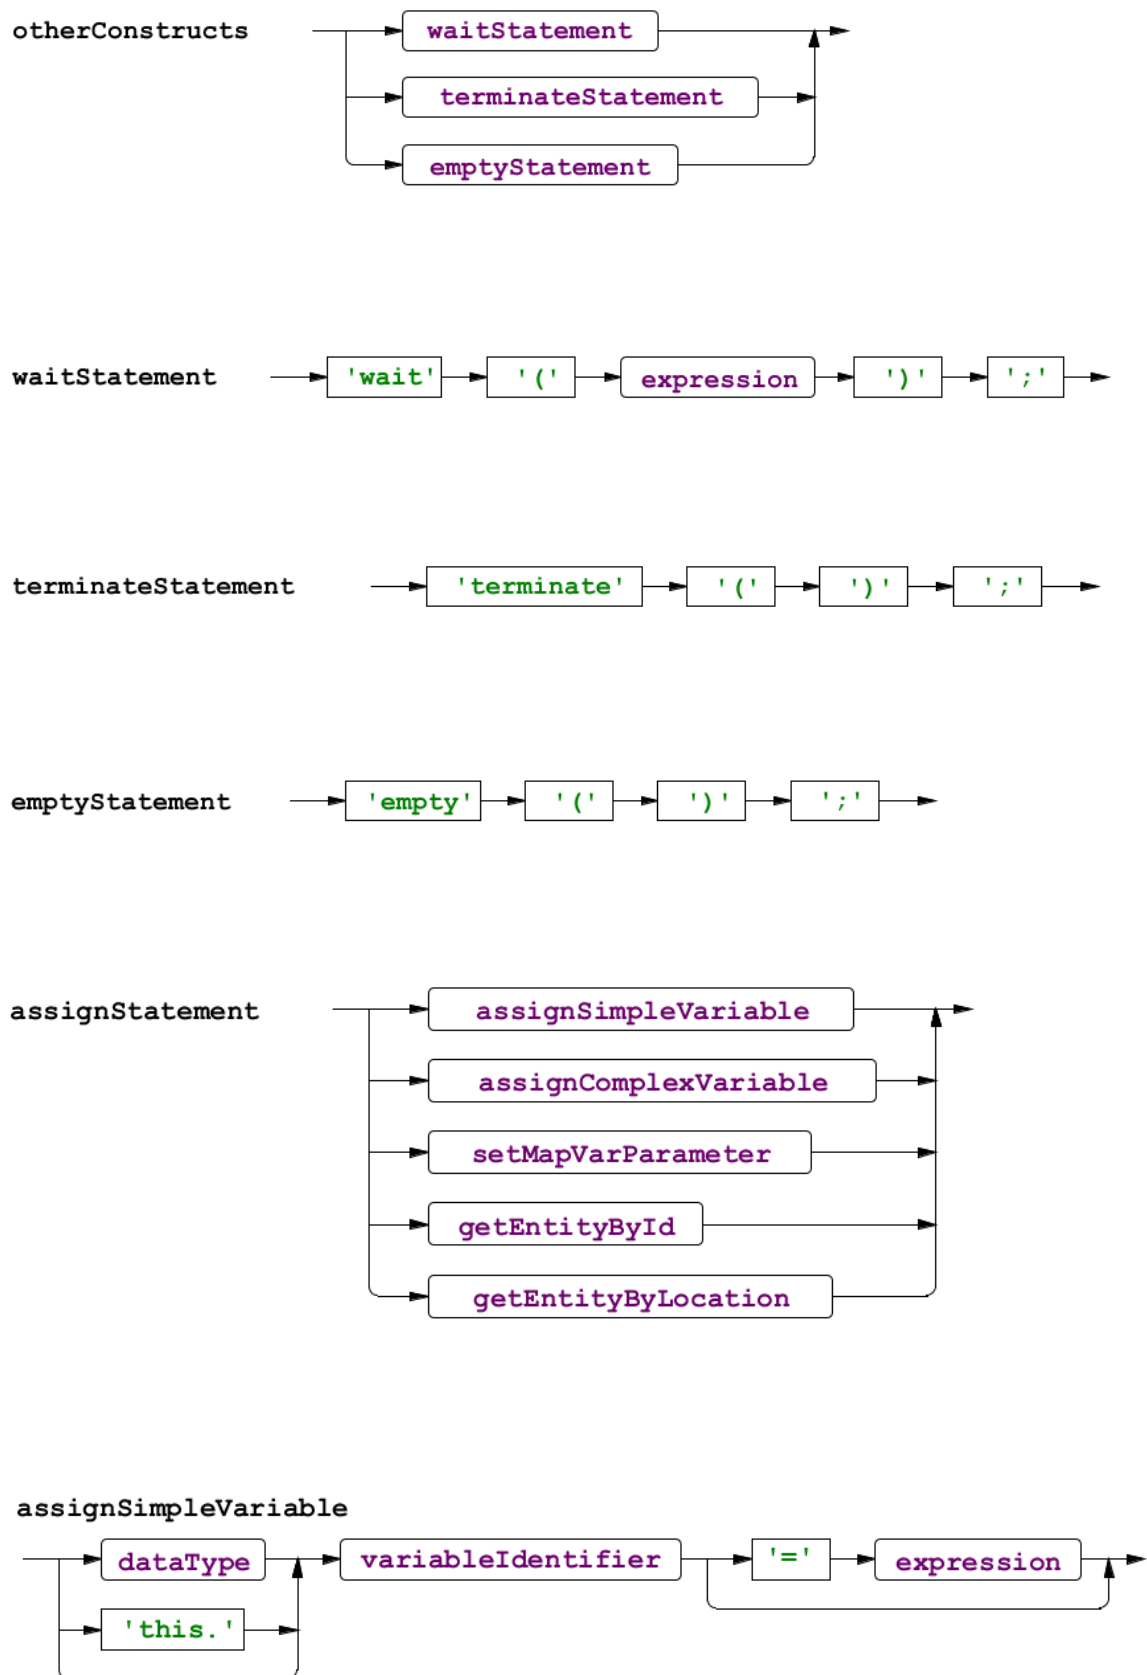 otherConstructs waitStatement
terminateStatement
emptyStatement
waitStatement 'wait' '(' expression ')' ';'
terminateStatement 'terminate' '(' ')' ';'
emptyStatement 'empty' '(' ')' ';'
assignStatement assignSimpleVariable
assignComplexVariable
setMapVarParameter
getEntityById
getEntityByLocation
assignSimpleVariable
dataType variableIdentifier '=' expression
'this.'